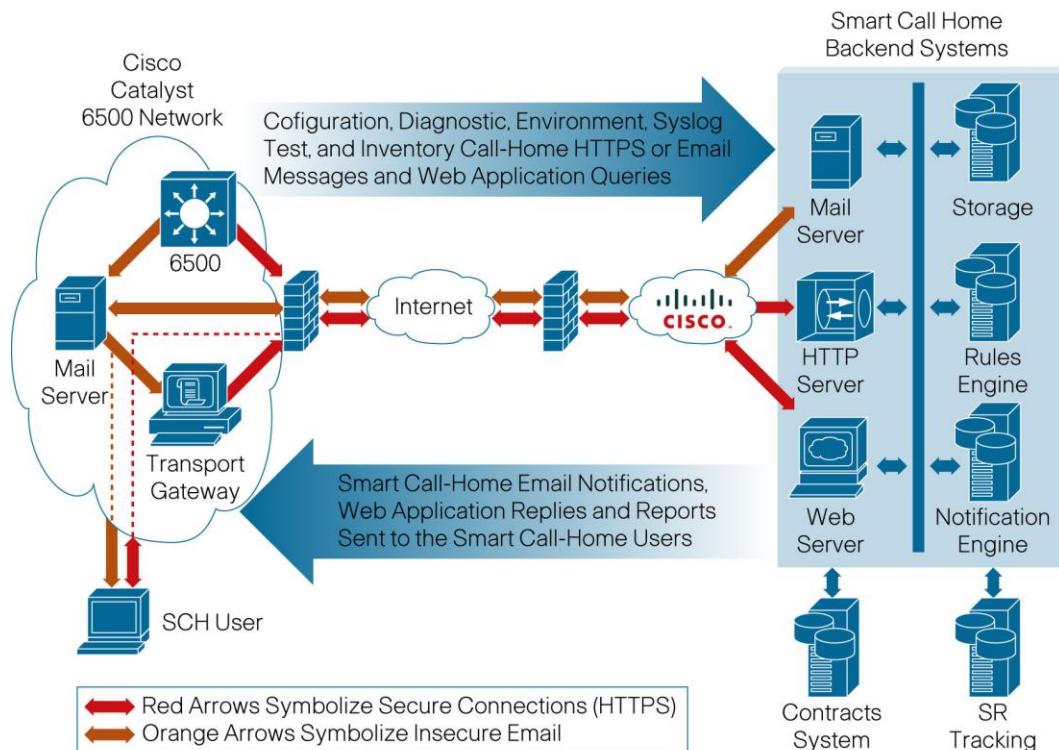 Smart Call Home
Backend Systems
Cisco
Catalyst
6500 Network
Cofiguration, Diagnostic, Environment, Syslog
Test, and Inventory Call-Home HTTPS or Email
Messages and Web Application Queries
6500
Mail
Server
Transport
Gateway
Internet
CISCO
Mail
Server
Storage
HTTP
Server
Rules
Engine
Web
Server
Notification
Engine
Smart Call-Home Email Notifications,
Web Application Replies and Reports
Sent to the Smart Call-Home Users
SCH User
Red Arrows Symbolize Secure Connections (HTTPS)
Orange Arrows Symbolize Insecure Email
Contracts
System
SR
Tracking